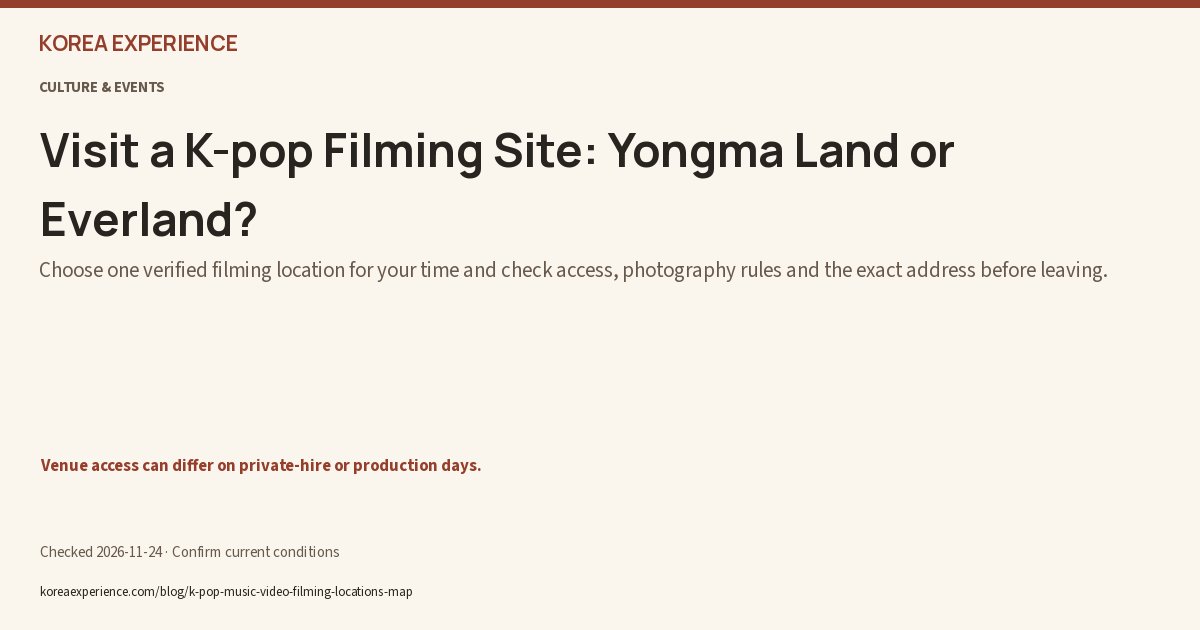 KOREA EXPERIENCE
CULTURE & EVENTS
Visit a K-pop Filming Site: Yongma Land or
Everland?
Choose one verified filming location for your time and check access, photography rules and the exact address before leaving.
Venue access can differ on private-hire or production days.
Checked 2026-11-24 · Confirm current conditions
koreaexperience.com/blog/k-pop-music-video-filming-locations-map